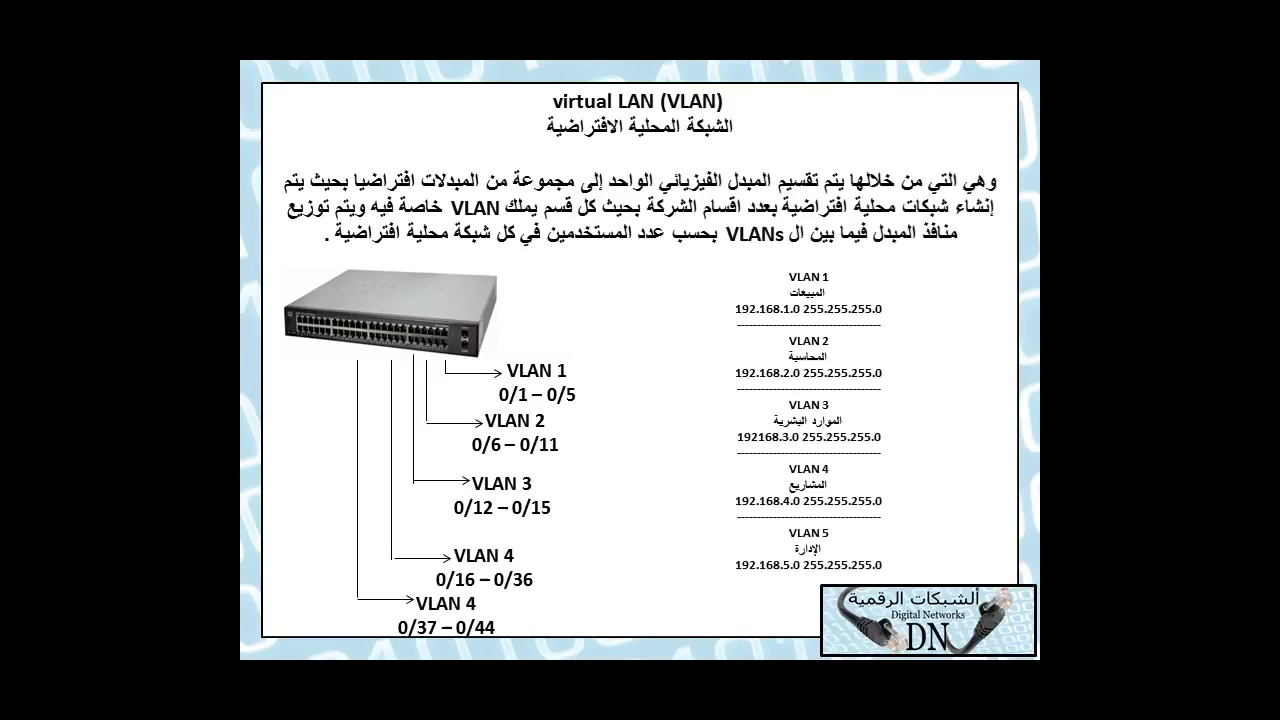 virtual LAN (VLAN)
الشبكة المحلية الافتراضية
وهي التي من خلالها يتم تقسيم المبدل الفيزيائي الواحد إلى مجموعة من المبدلات افتراضيا بحيث يتم
إنشاء شبكات محلية افتراضية بعدد اقسام الشركة بحيث كل قسم يملك VLAN خاصة فيه ويتم توزيع
منافذ المبدل فيما بين ال VLANs بحسب عدد المستخدمين في كل شبكة محلية افتراضية .
VLAN 1
0/1 – 0/5
VLAN 2
0/6 – 0/11
VLAN 3
0/12 – 0/15
VLAN 4
0/16 – 0/36
VLAN 4
0/37 – 0/44
VLAN 1
المبيعات
192.168.1.0 255.255.255.0
------------------------------------
VLAN 2
المحاسبة
192.168.2.0 255.255.255.0
------------------------------------
VLAN 3
الموارد البشرية
192168.3.0 255.255.255.0
------------------------------------
VLAN 4
المشاريع
192.168.4.0 255.255.255.0
------------------------------------
VLAN 5
الإدارة
192.168.5.0 255.255.255.0
ألشبكات الرقمية
Digital Networks
DN